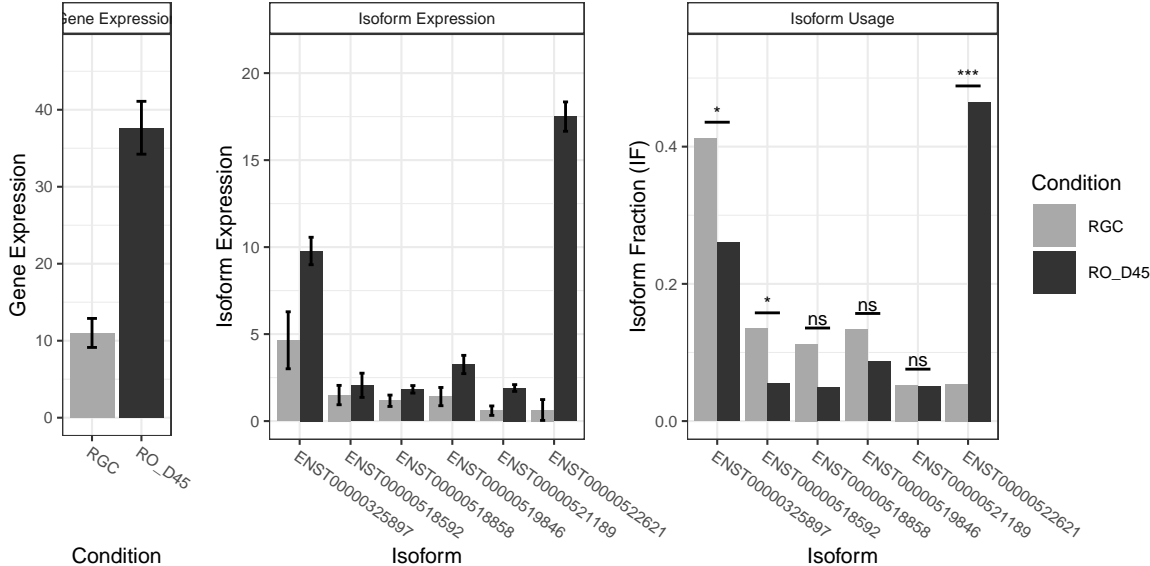 Gene Expression
Gene Expression
0
10
20
30
40
RGC
RO_D45
Condition
Isoform Expression
Isoform Expression
0
5
10
15
20
ENST00000325897
ENST00000518592
ENST00000518858
ENST00000519846
ENST00000521189
ENST00000522621
Isoform
Isoform Usage
Isoform Fraction (IF)
0.0
0.2
0.4
*
*
ns
ns
ns
***
ENST00000325897
ENST00000518592
ENST00000518858
ENST00000519846
ENST00000521189
ENST00000522621
Isoform
Condition
RGC
RO_D45